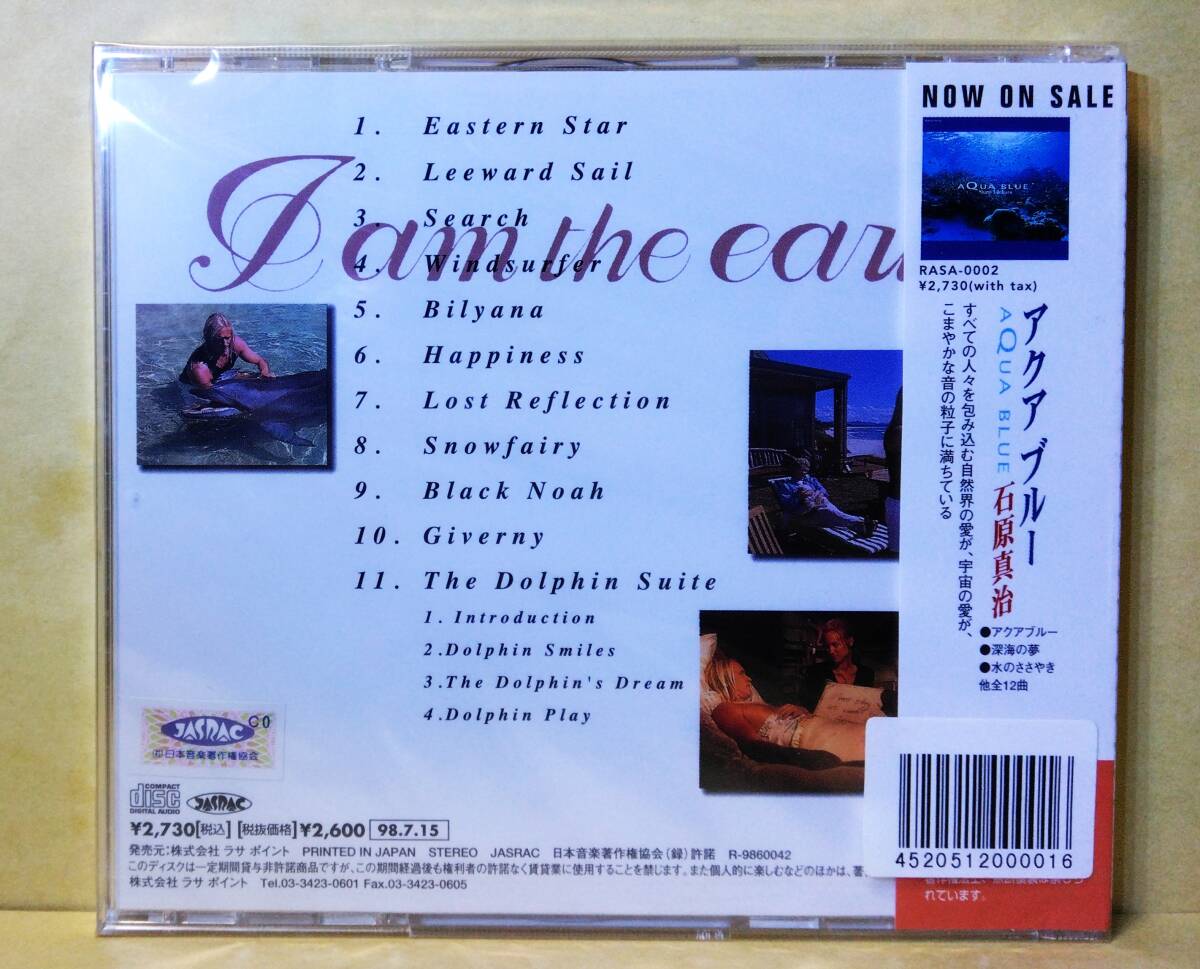 1. Eastern Star
2. Leeward Sail
3. Search
4. Windsurfer
5. Bilyana
6. Happiness
7. Lost Reflection
8. Snowfairy
9. Black Noah
10. Giverny
11. The Dolphin Suite
1. Introduction
2.Dolphin Smiles
3.The Dolphin's Dream
4.Dolphin Play
I am the ear
NOW ON SALE
AQUA BLUE
RASA-0002
¥2,730(with tax)
アクアブルー
AQUA BLUE 石原真治
すべての人々を包み込む自然界の愛が、宇宙の愛が、
こまやかな音の粒子に満ちている
●アクアブルー
●深海の夢
●水のささやき
他全12曲
JASRAC CO
(社)日本音楽著作権協会
COMPACT
disc
DIGITAL AUDIO
JASRAC
¥2,730[税込] [税抜価格]¥2,600 98.7.15
発売元:株式会社 ラサ ポイント PRINTED IN JAPAN STEREO JASRAC 日本音楽著作権協会(録)許諾 R-9860042
このディスクは一定期間貸与非許諾商品ですが、この期間経過後も権利者の許諾なく賃貸業に使用することを禁じます。また個人的に楽しむなどのほかは、著
株式会社 ラサ ポイント Tel.03-3423-0601 Fax.03-3423-0605
4520512000016
れています。